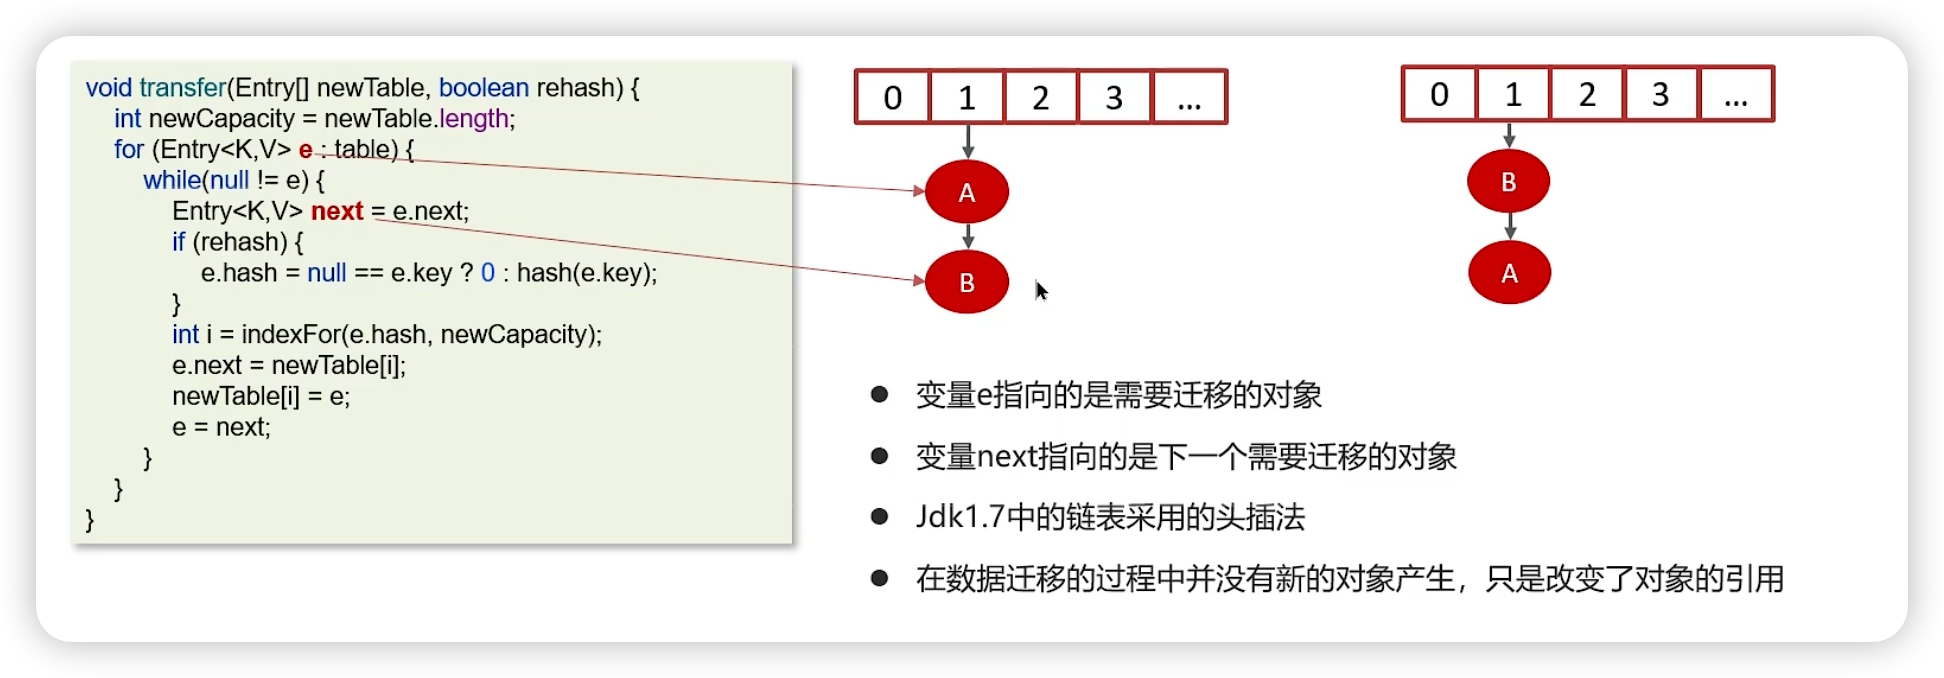 void transfer(Entry[] newTable, boolean rehash) {
int newCapacity = newTable.length;
for (Entry<K,V> e : table) {
while(null != e) {
Entry<K,V> next = e.next;
if (rehash) {
e.hash = null == e.key ? 0 : hash(e.key);
}
int i = indexFor(e.hash, newCapacity);
e.next = newTable[i];
newTable[i] = e;
e = next;
}
}
}
0 1 2 3 ...
A
B
0 1 2 3 ...
B
A
● 变量e指向的是需要迁移的对象
● 变量next指向的是下一个需要迁移的对象
● Jdk1.7中的链表采用的头插法
● 在数据迁移的过程中并没有新的对象产生，只是改变了对象的引用